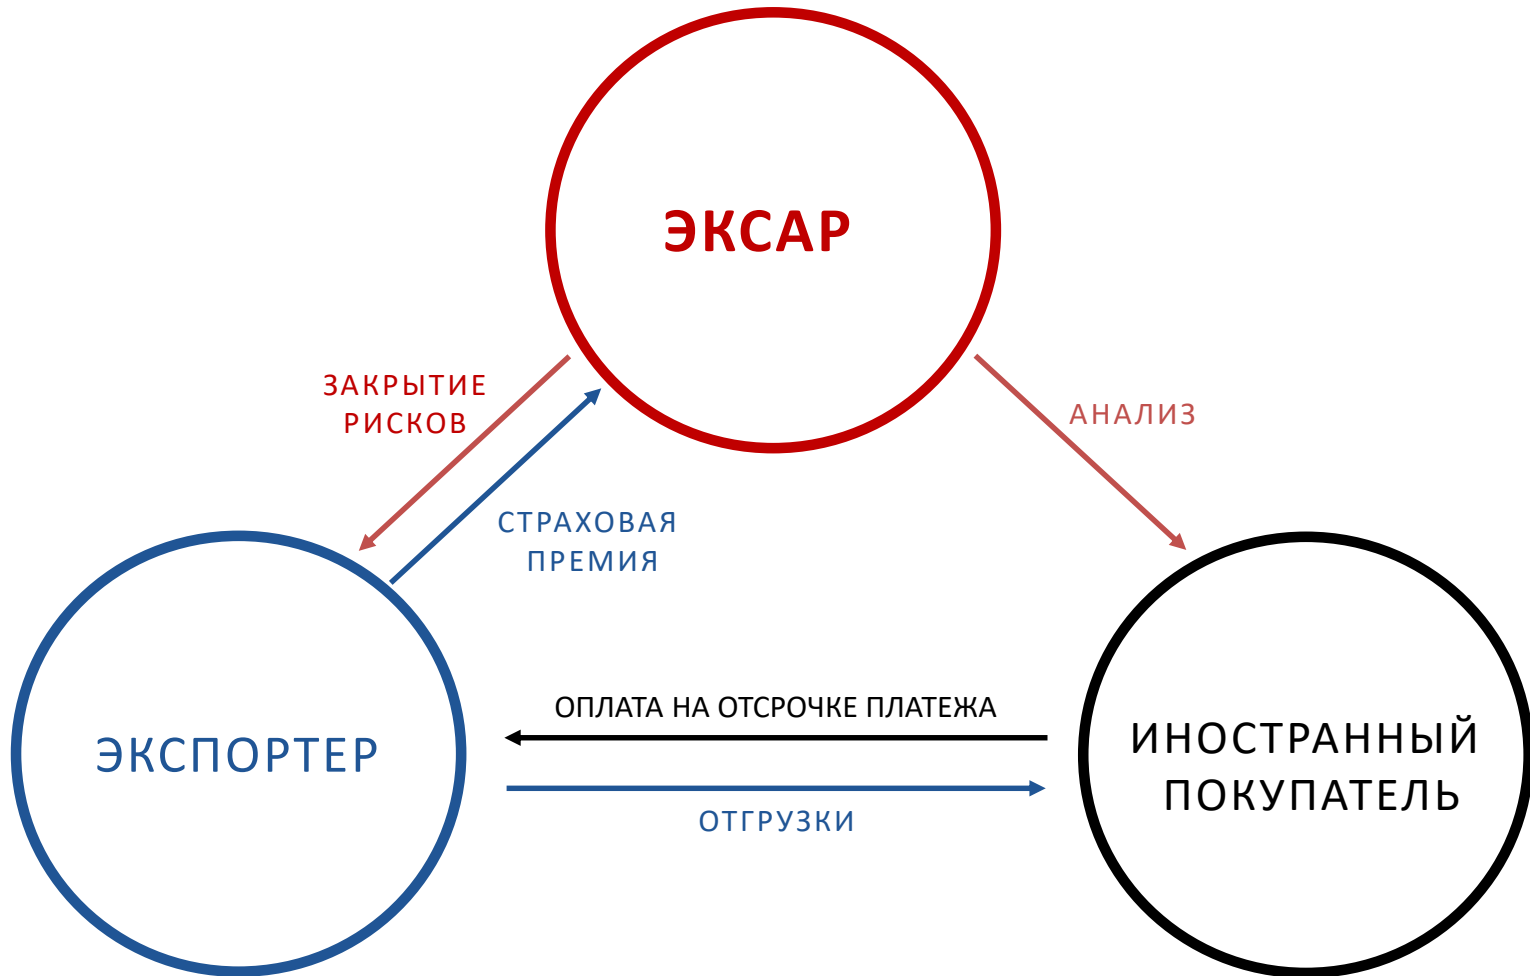 ЭКСАР
ЗАКРЫТИЕ
РИСКОВ
АНАЛИЗ
СТРАХОВАЯ
ПРЕМИЯ
ОПЛАТА НА ОТСРОЧКЕ ПЛАТЕЖА
ЭКСПОРТЕР
ИНОСТРАННЫЙ
ПОКУПАТЕЛЬ
ОТГРУЗКИ